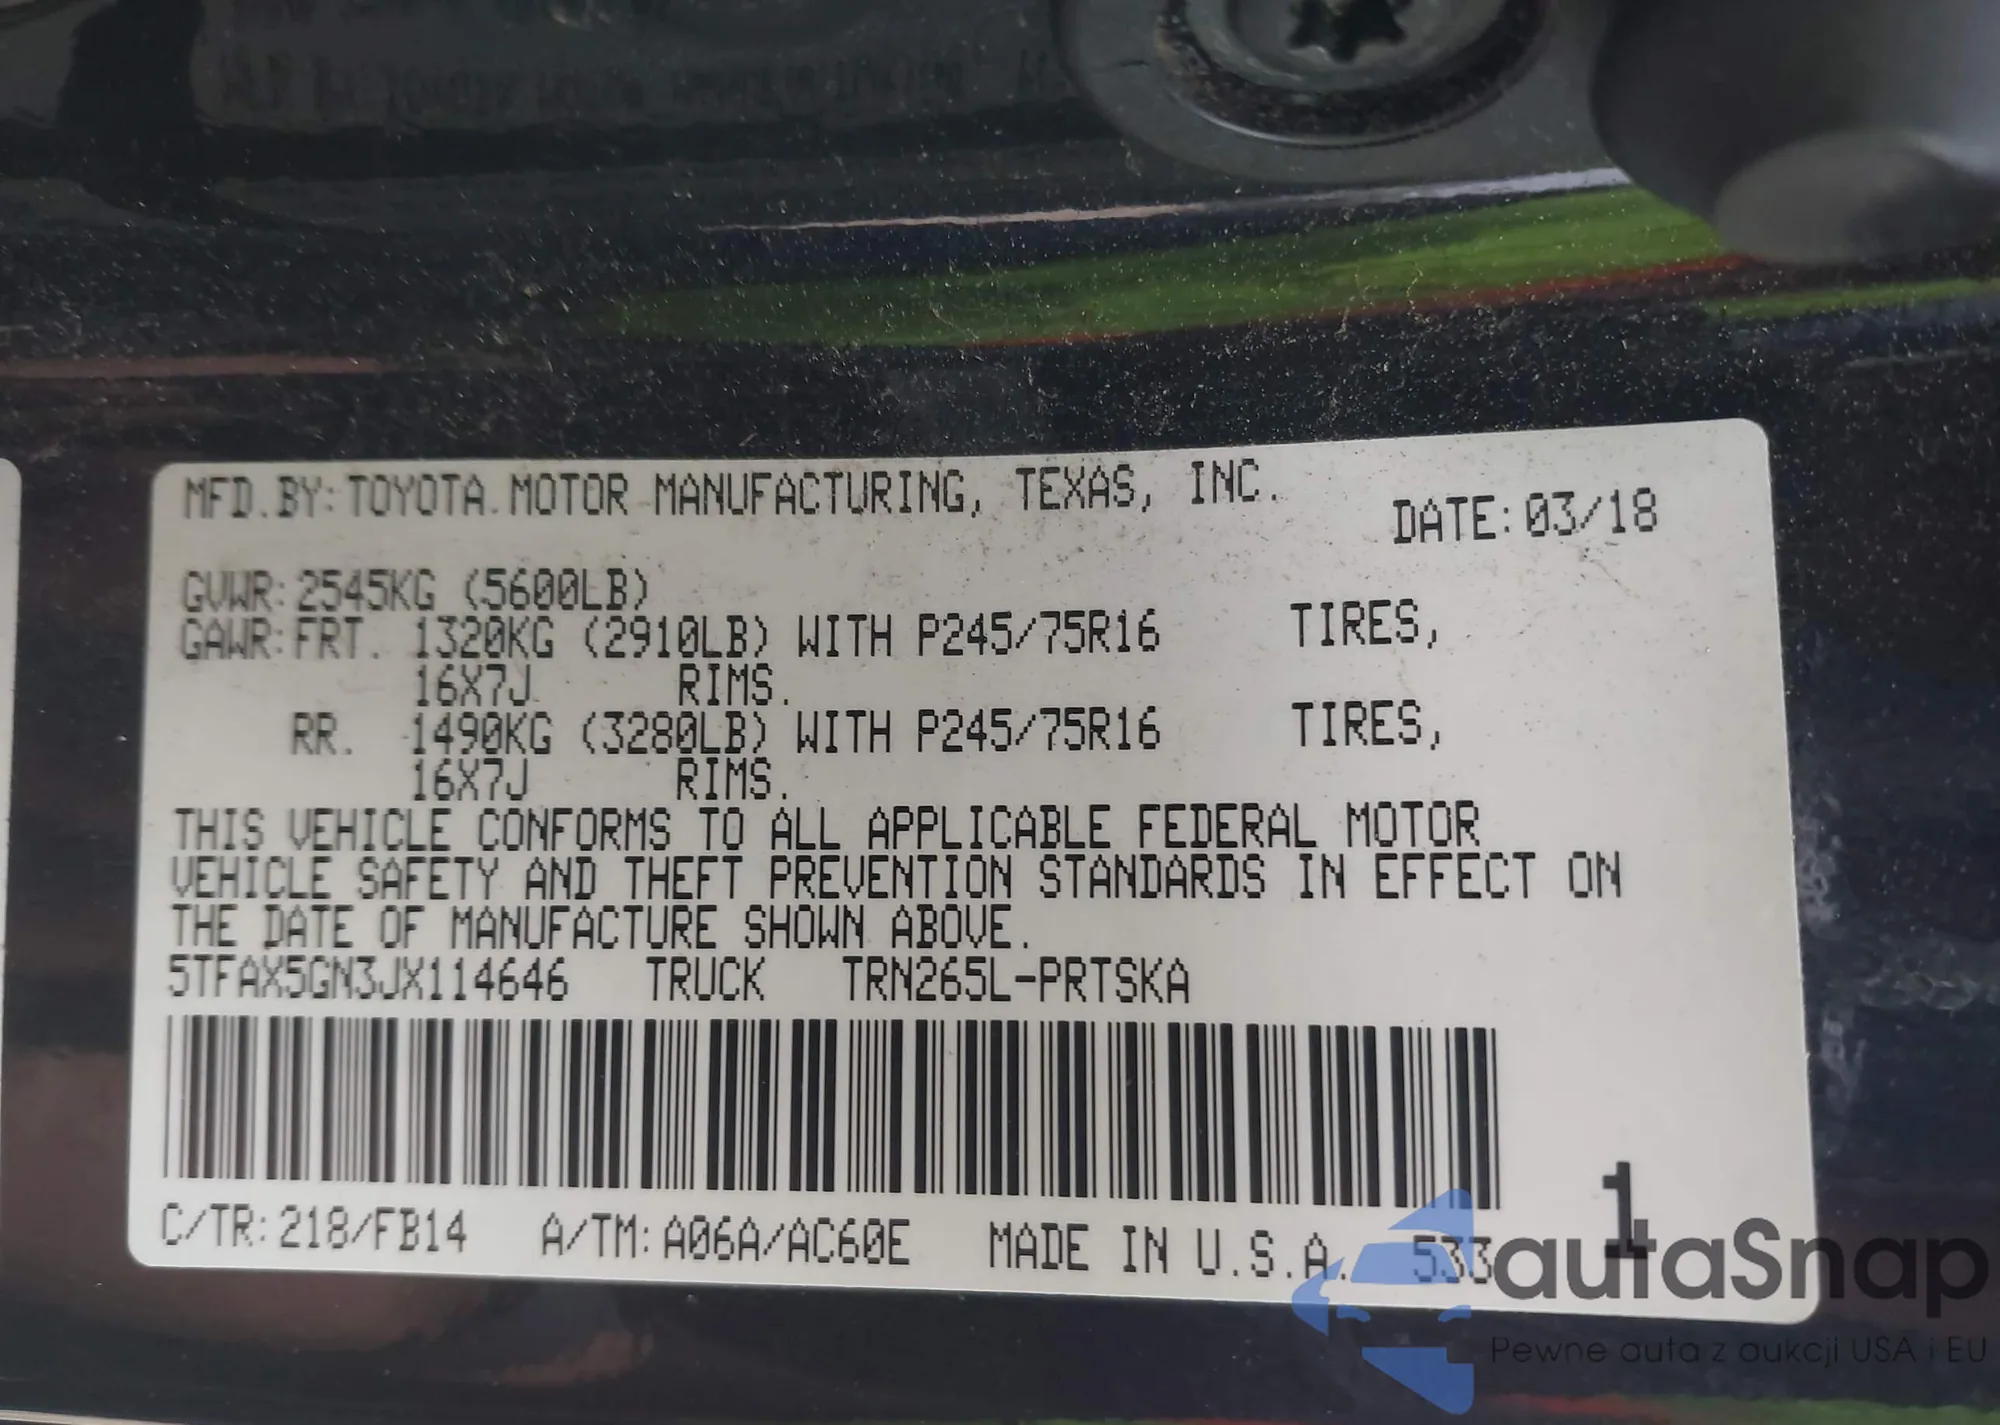 MFD.BY:TOYOTA MOTOR MANUFACTURING, TEXAS, INC.
DATE:03/18
GVWR:2545KG (5600LB)
GAWR:FRT. 1320KG (2910LB) WITH P245/75R16 TIRES,
16X7J RIMS.
RR. 1490KG (3280LB) WITH P245/75R16 TIRES,
16X7J RIMS.
THIS VEHICLE CONFORMS TO ALL APPLICABLE FEDERAL MOTOR
VEHICLE SAFETY AND THEFT PREVENTION STANDARDS IN EFFECT ON
THE DATE OF MANUFACTURE SHOWN ABOVE.
5TFAX5GN3JX114646 TRUCK TRN265L-PRTSKA
C/TR:218/FB14 A/TM:A06A/AC60E MADE IN U.S.A. 533
1
autaSnap
Pewne auta z aukcji USA i EU